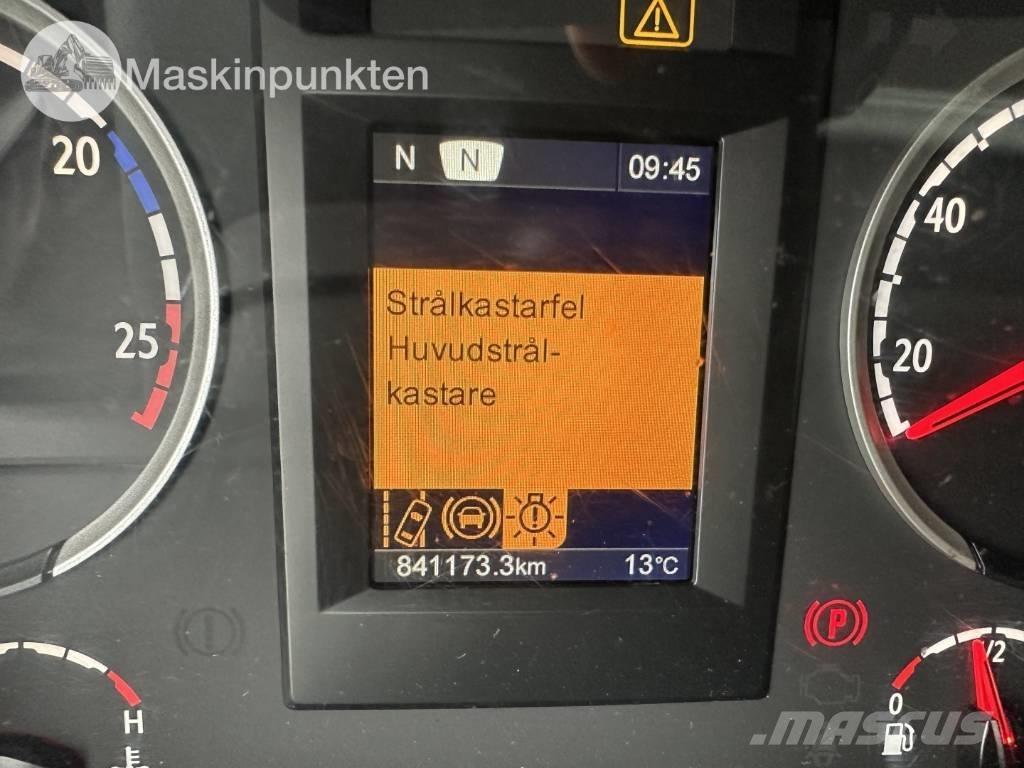 Maskinpunkten
20
25
N N 09:45
Strålkastarfel
Huvudstrål-
kastare
841173.3km 13°C
40
20
P
H
0
1/2
MASCUS